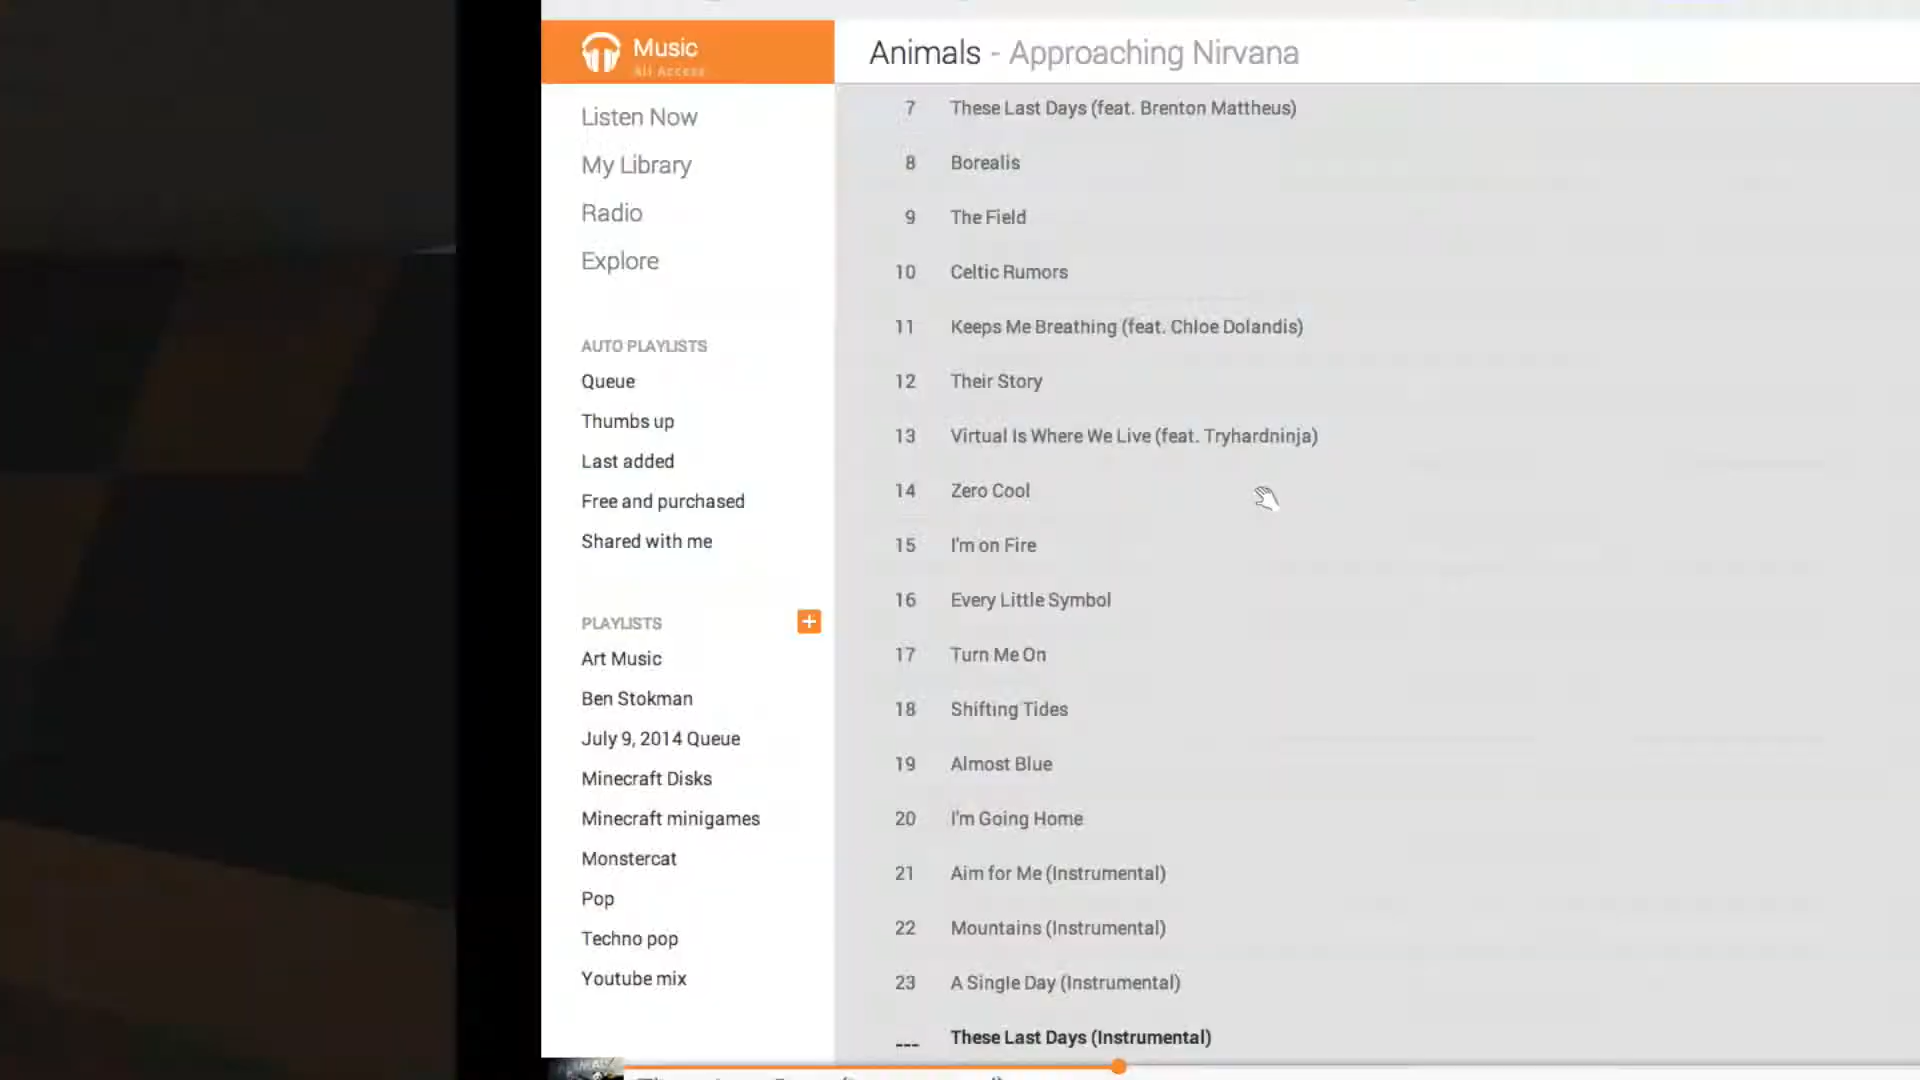 Music
All Access
Animals - Approaching Nirvana
Listen Now
My Library
Radio
Explore
AUTO PLAYLISTS
Queue
Thumbs up
Last added
Free and purchased
Shared with me
PLAYLISTS
Art Music
Ben Stokman
July 9, 2014 Queue
Minecraft Disks
Minecraft minigames
Monstercat
Pop
Techno pop
Youtube mix
7 These Last Days (feat. Brenton Mattheus)
8 Borealis
9 The Field
10 Celtic Rumors
11 Keeps Me Breathing (feat. Chloe Dolandis)
12 Their Story
13 Virtual Is Where We Live (feat. Tryhardninja)
14 Zero Cool
15 I'm on Fire
16 Every Little Symbol
17 Turn Me On
18 Shifting Tides
19 Almost Blue
20 I'm Going Home
21 Aim for Me (Instrumental)
22 Mountains (Instrumental)
23 A Single Day (Instrumental)
These Last Days (Instrumental)